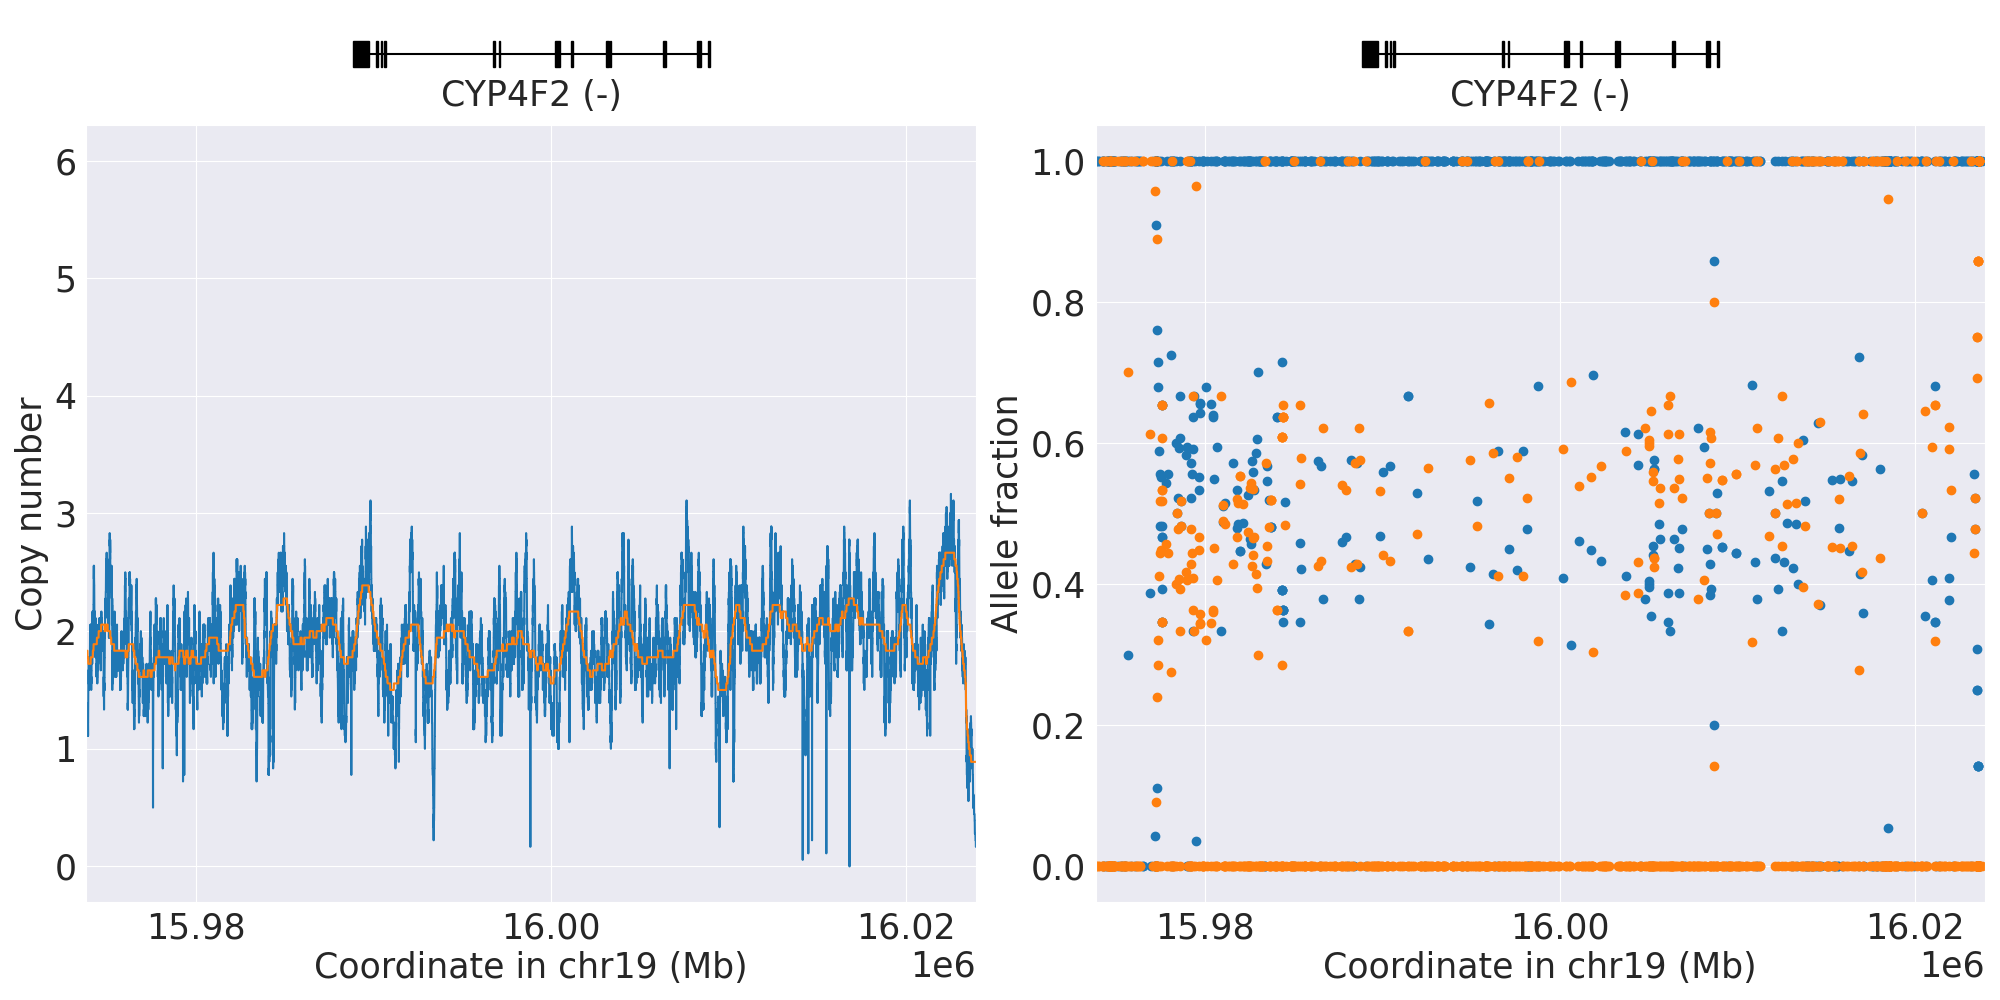 CYP4F2 (-)
CYP4F2 (-)
Copy number
6
5
4
3
2
1
0
15.98
16.00
16.02
Coordinate in chr19 (Mb)
1e6
Allele fraction
1.0
0.8
0.6
0.4
0.2
0.0
15.98
16.00
16.02
Coordinate in chr19 (Mb)
1e6